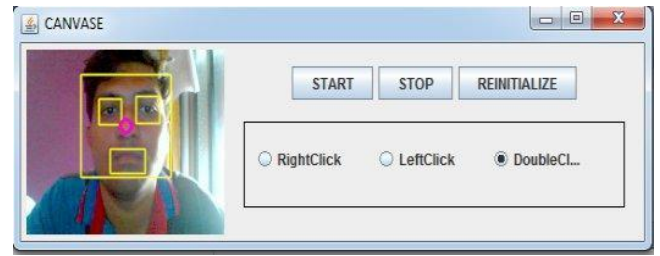 CANVASE
START STOP REINITIALIZE
RightClick LeftClick DoubleCl...